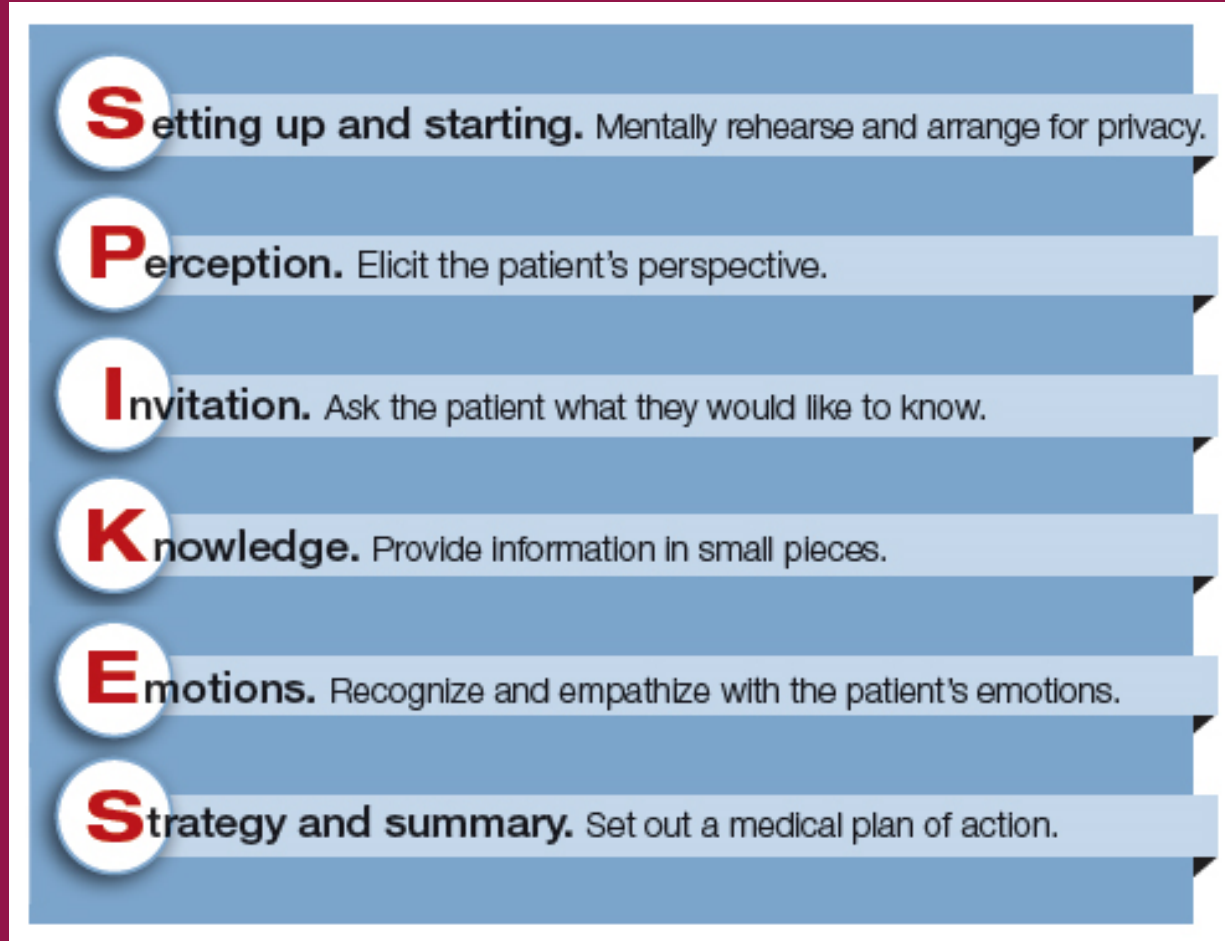 Setting up and starting. Mentally rehearse and arrange for privacy.
Perception. Elicit the patient's perspective.
Invitation. Ask the patient what they would like to know.
Knowledge. Provide information in small pieces.
Emotions. Recognize and empathize with the patient's emotions.
Strategy and summary. Set out a medical plan of action.